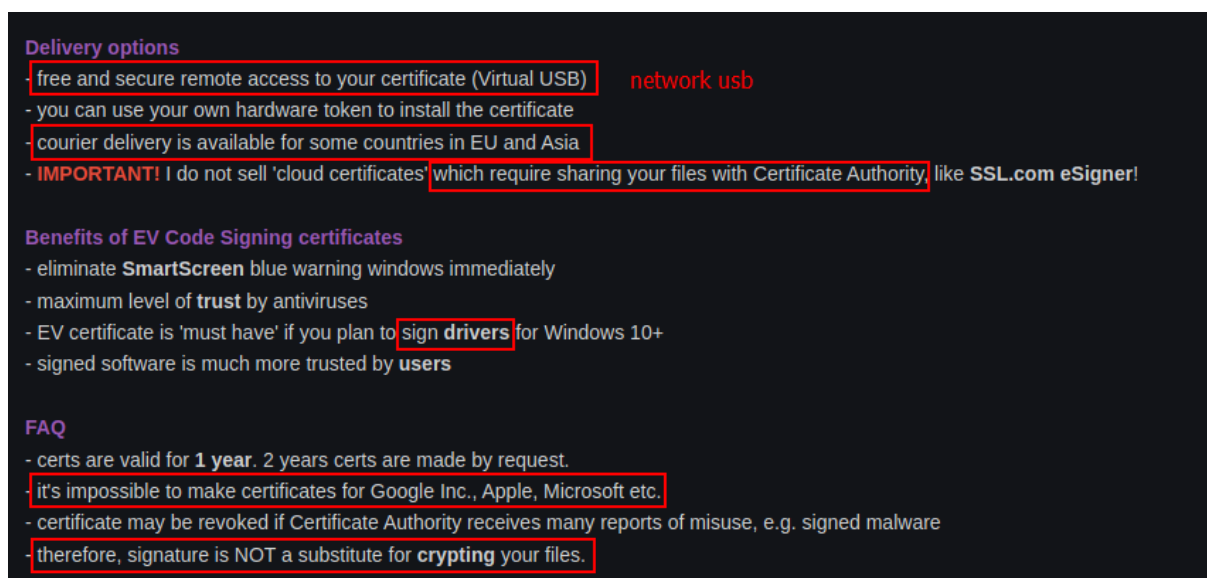 Delivery options
- free and secure remote access to your certificate (Virtual USB) network usb
- you can use your own hardware token to install the certificate
- courier delivery is available for some countries in EU and Asia
- IMPORTANT! I do not sell 'cloud certificates' which require sharing your files with Certificate Authority, like SSL.com eSigner!
Benefits of EV Code Signing certificates
- eliminate SmartScreen blue warning windows immediately
- maximum level of trust by antiviruses
- EV certificate is 'must have' if you plan to sign drivers for Windows 10+
- signed software is much more trusted by users
FAQ
- certs are valid for 1 year. 2 years certs are made by request.
- it's impossible to make certificates for Google Inc., Apple, Microsoft etc.
- certificate may be revoked if Certificate Authority receives many reports of misuse, e.g. signed malware
- therefore, signature is NOT a substitute for crypting your files.